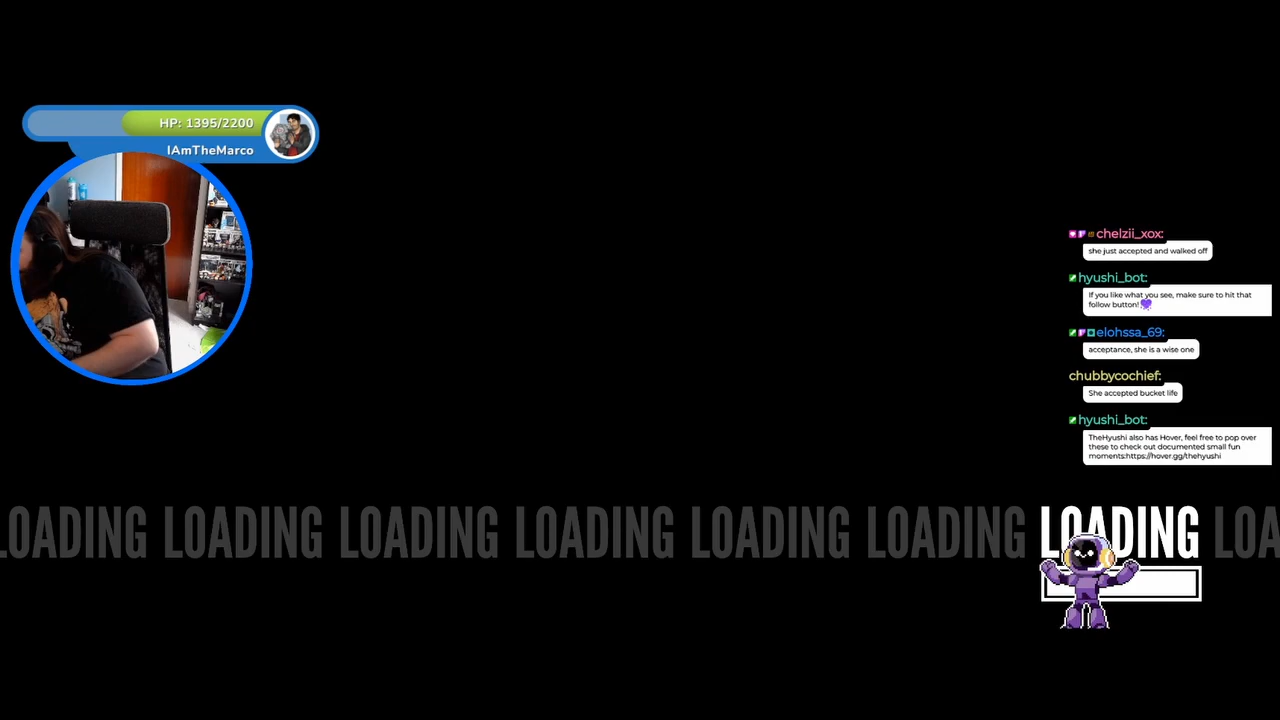 HP: 1395/2200
IAmTheMarco
chelzii_xox:
she just accepted and walked off
hyushi_bot:
If you like what you see, make sure to hit that
follow button!
elohssa_69:
acceptance, she is a wise one
chubbycochief:
She accepted bucket life
hyushi_bot:
TheHyushi also has Hover, feel free to pop over
these to check out documented small fun
moments:https://hover.gg/thehyushi
LOADING LOADING LOADING LOADING LOADING LOADING LOADING LOA